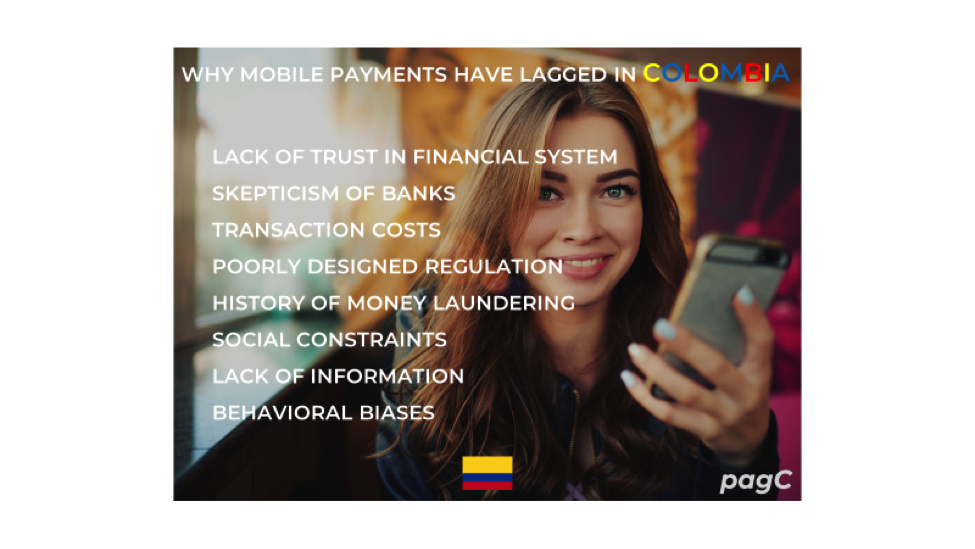 WHY MOBILE PAYMENTS HAVE LAGGED IN COLOMBIA
LACK OF TRUST IN FINANCIAL SYSTEM
SKEPTICISM OF BANKS
TRANSACTION COSTS
POORLY DESIGNED REGULATION
HISTORY OF MONEY LAUNDERING
SOCIAL CONSTRAINTS
LACK OF INFORMATION
BEHAVIORAL BIASES
pagC